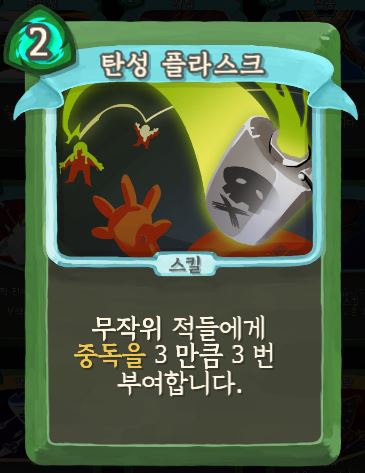 2
탄성 플라스크
스킬
무작위 적들에게
중독을 3 만큼 3 번
부여합니다.